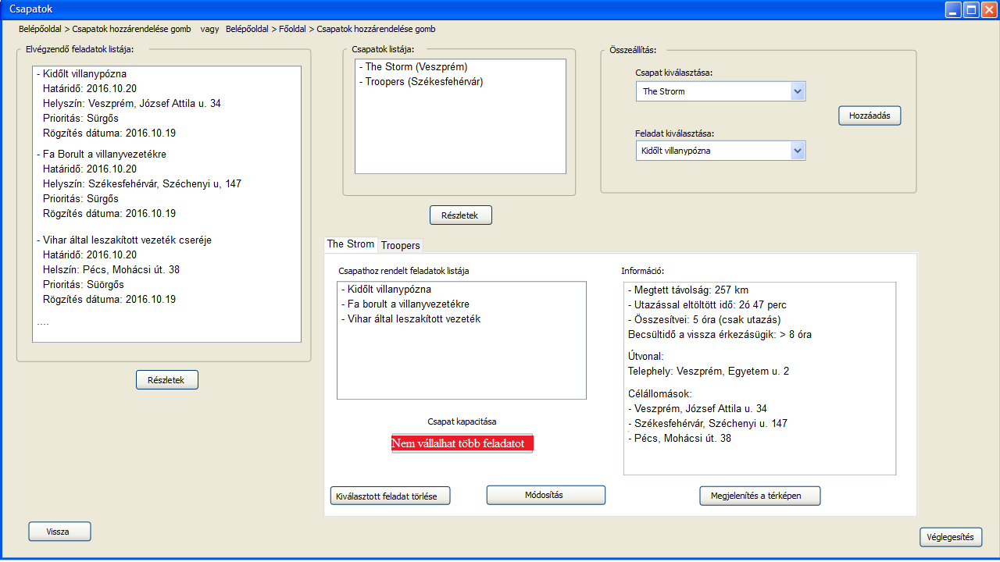 Csapatok
Belépőoldal > Csapatok hozzárendelése gomb vagy Belépőoldal > Főoldal > Csapatok hozzárendelése gomb
Elvégzendő feladatok listája:
- Kidőlt villanypózna
Határidő: 2016.10.20
Helyszín: Veszprém, József Attila u. 34
Prioritás: Sürgős
Rögzítés dátuma: 2016.10.19
- Fa Borult a villanyvezetékre
Határidő: 2016.10.20
Helyszín: Székesfehérvár, Széchenyi u, 147
Prioritás: Sürgős
Rögzítés dátuma: 2016.10.19
- Vihar által leszakított vezeték cseréje
Határidő: 2016.10.20
Helszín: Pécs, Mohácsi út. 38
Prioritás: Süörgős
Rögzítés dátuma: 2016.10.19
....
Részletek
Csapatok listája:
- The Storm (Veszprém)
- Troopers (Székesfehérvár)
Részletek
Összeállítás:
Csapat kiválasztása:
The Strorm
Hozzáadás
Feladat kiválasztása:
Kidőlt villanypózna
The Strom Troopers
Csapathoz rendelt feladatok listája
- Kidőlt villanypózna
- Fa borult a villanyvezetékre
- Vihar által leszakított vezeték
Csapat kapacitása
Nem vállalhat több feladatot
Kiválasztott feladat törlése
Módosítás
Információ:
- Megtett távolság: 257 km
- Utazással eltöltött idő: 2ó 47 perc
- Összesítvei: 5 óra (csak utazás)
Becsültidő a vissza érkezésügik: > 8 óra
Útvonal:
Telephely: Veszprém, Egyetem u. 2
Célállomások:
- Veszprém, József Attila u. 34
- Székesfehérvár, Széchenyi u. 147
- Pécs, Mohácsi út. 38
Megjelenítés a térképen
Vissza
Véglegesítés